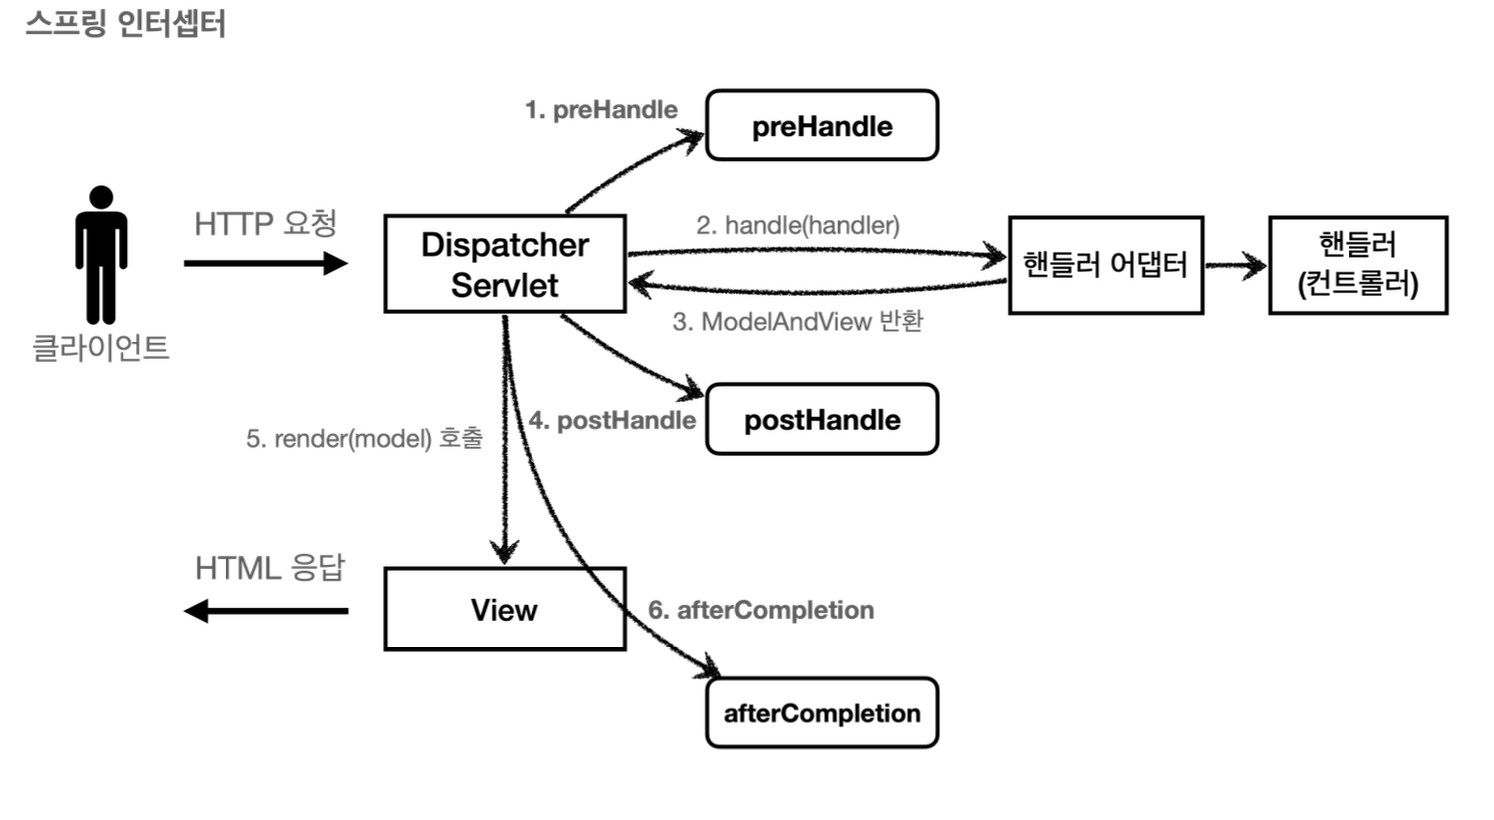 스프링 인터셉터
1. preHandle
preHandle
HTTP 요청
Dispatcher
Servlet
2. handle(handler)
핸들러 어댑터
핸들러
(컨트롤러)
3. ModelAndView 반환
클라이언트
4. postHandle
postHandle
5. render(model) 호출
HTML 응답
View
6. afterCompletion
afterCompletion